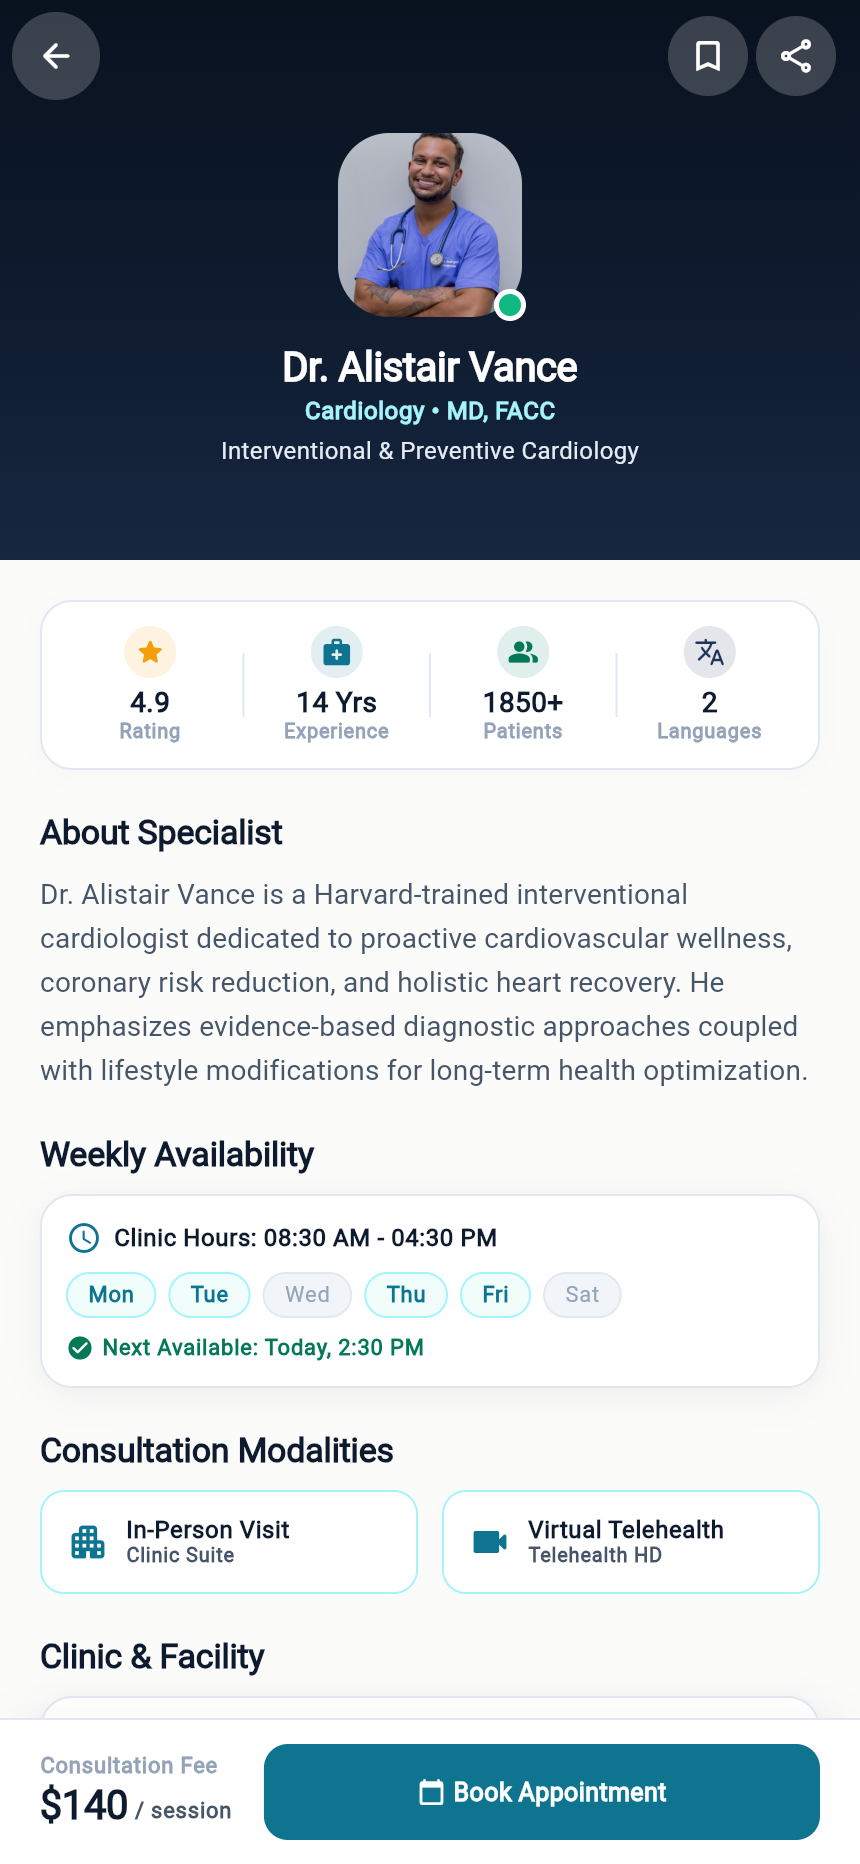 Dr. Alistair Vance
Cardiology • MD, FACC
Interventional & Preventive Cardiology
4.9
Rating
14 Yrs
Experience
1850+
Patients
2
Languages
About Specialist
Dr. Alistair Vance is a Harvard-trained interventional
cardiologist dedicated to proactive cardiovascular wellness,
coronary risk reduction, and holistic heart recovery. He
emphasizes evidence-based diagnostic approaches coupled
with lifestyle modifications for long-term health optimization.
Weekly Availability
Clinic Hours: 08:30 AM - 04:30 PM
Mon Tue Wed Thu Fri Sat
Next Available: Today, 2:30 PM
Consultation Modalities
In-Person Visit
Clinic Suite
Virtual Telehealth
Telehealth HD
Clinic & Facility
Consultation Fee
$140 / session
Book Appointment